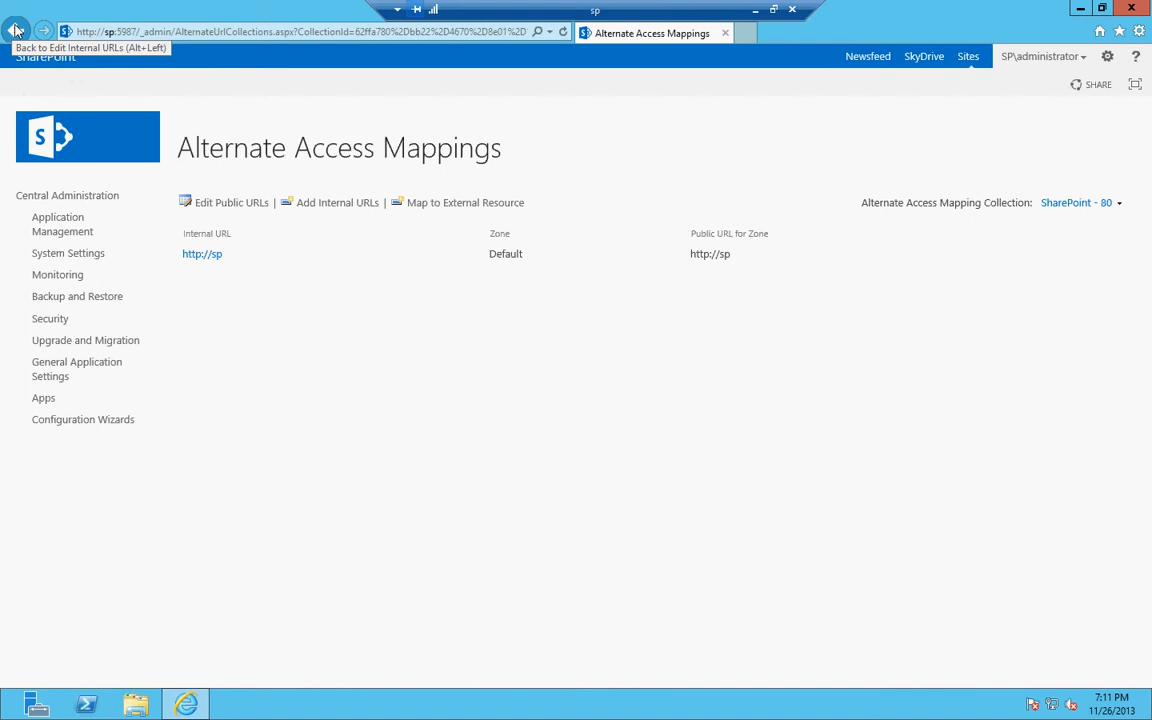 sp
http://sp:5987/_admin/AlternateUrlCollections.aspx?CollectionId=62ffa780%2Dbb22%2D4670%2D8e01%2D
Alternate Access Mappings
Back to Edit Internal URLs (Alt+Left)
SharePoint
Newsfeed SkyDrive Sites SP\administrator ?
SHARE
S
Alternate Access Mappings
Central Administration
Application Management
System Settings
Monitoring
Backup and Restore
Security
Upgrade and Migration
General Application Settings
Apps
Configuration Wizards
Edit Public URLs | Add Internal URLs | Map to External Resource
Alternate Access Mapping Collection: SharePoint - 80
Internal URL Zone Public URL for Zone
http://sp Default http://sp
7:11 PM
11/26/2013